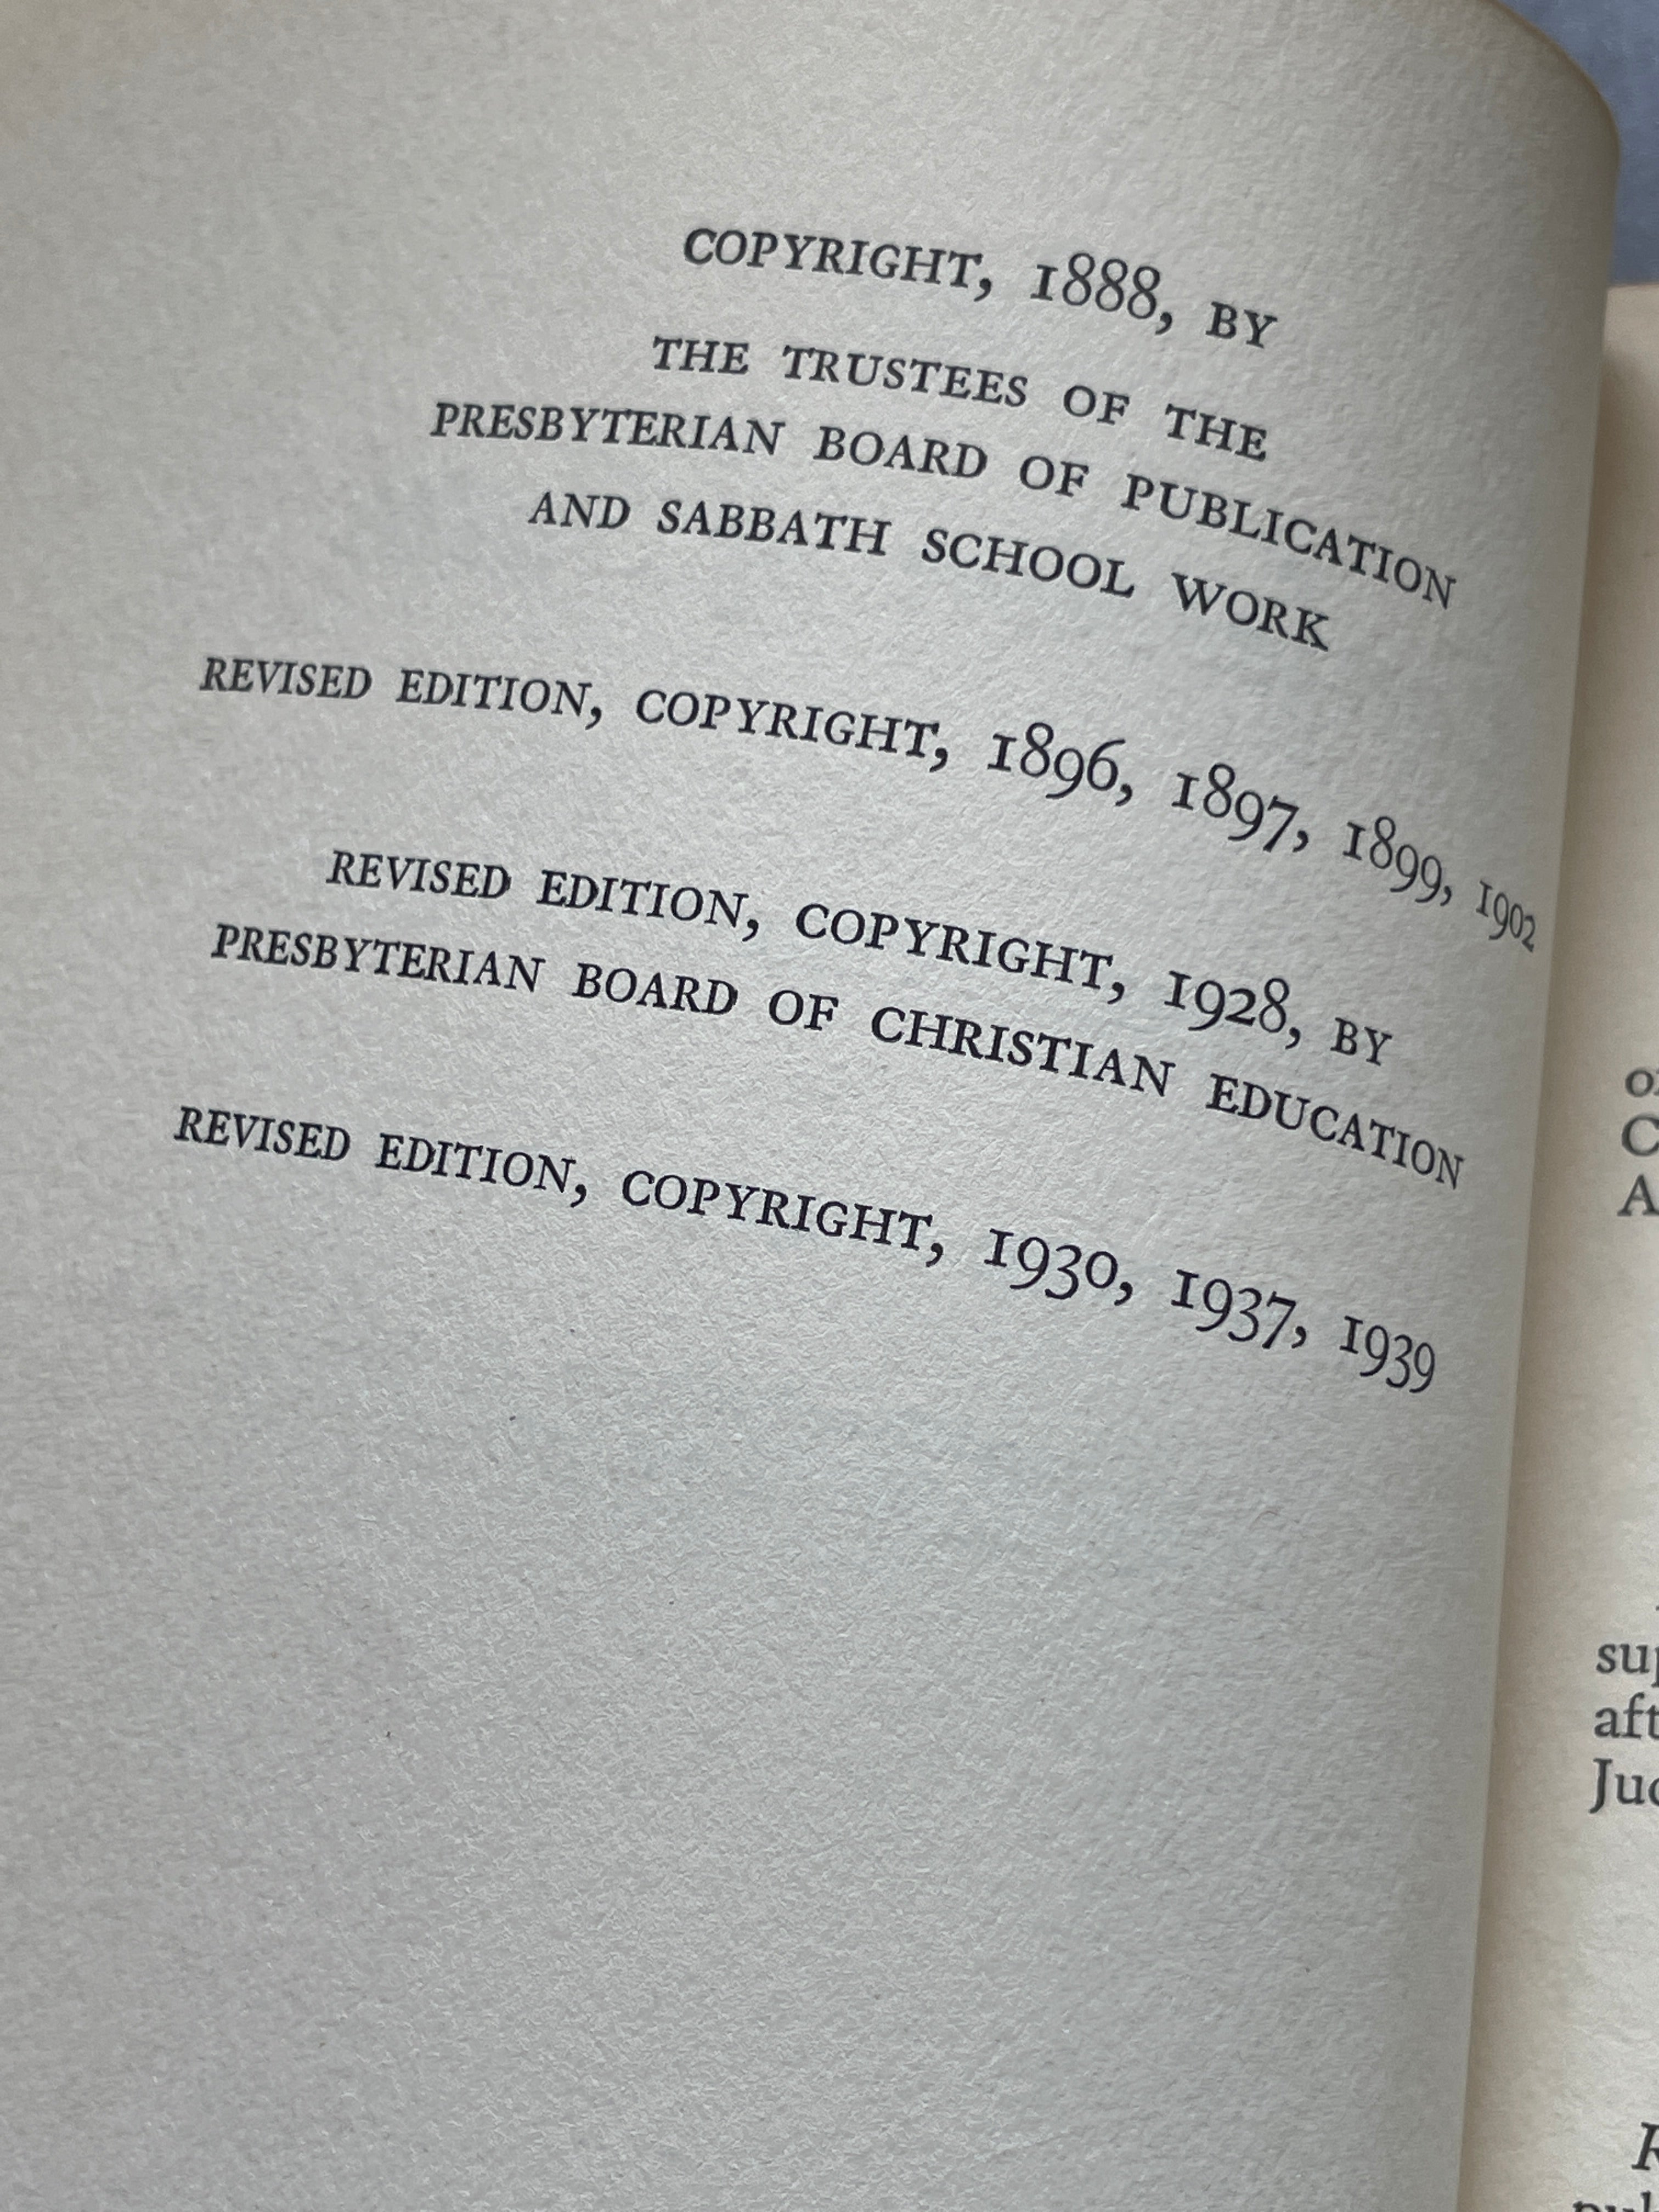 COPYRIGHT, 1888, BY
THE TRUSTEES OF THE
PRESBYTERIAN BOARD OF PUBLICATION
AND SABBATH SCHOOL WORK
REVISED EDITION, COPYRIGHT, 1896, 1897, 1899, 1902
REVISED EDITION, COPYRIGHT, 1928, BY
PRESBYTERIAN BOARD OF CHRISTIAN EDUCATION
REVISED EDITION, COPYRIGHT, 1930, 1937, 1939